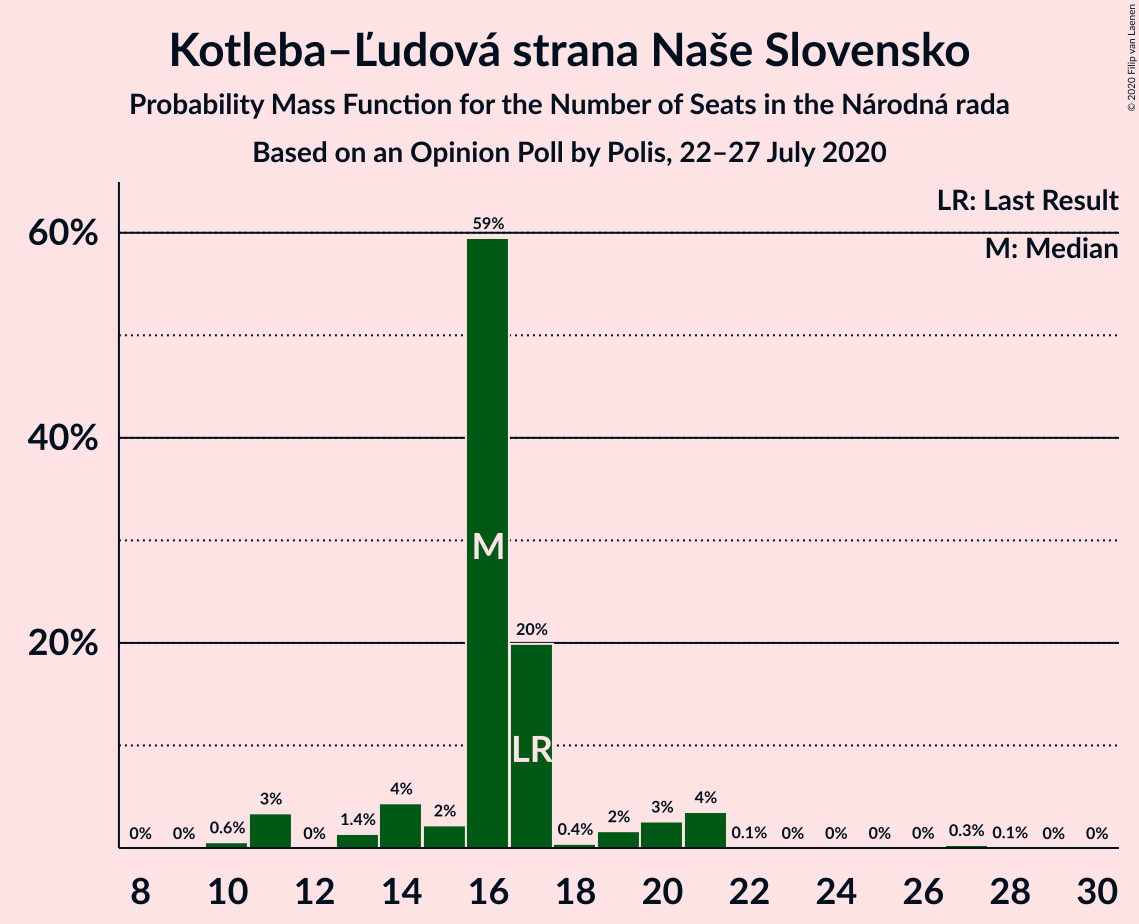 Kotleba–Ľudová strana Naše Slovensko
Probability Mass Function for the Number of Seats in the Národná rada
Based on an Opinion Poll by Polis, 22–27 July 2020
© 2020 Filip van Laenen
LR: Last Result
M: Median
60%
40%
20%
0% 0% 0.6% 3% 0% 1.4% 4% 2% 59% 20% 0.4% 2% 3% 4% 0.1% 0% 0% 0% 0% 0.3% 0.1% 0% 0%
M
LR
8 10 12 14 16 18 20 22 24 26 28 30